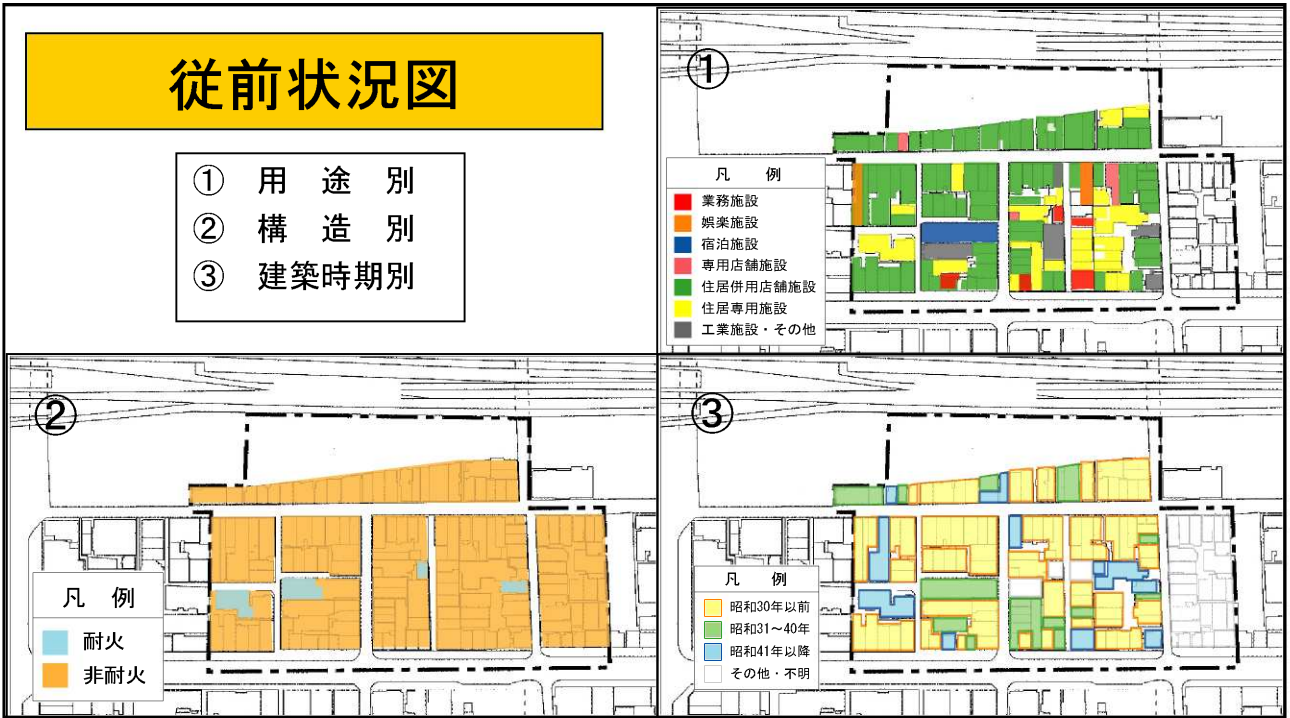 従前状況図
① 用途別
② 構造別
③ 建築時期別
①
凡例
業務施設
娯楽施設
宿泊施設
専用店舗施設
住居併用店舗施設
住居専用施設
工業施設・その他
②
凡例
耐火
非耐火
③
凡例
昭和30年以前
昭和31～40年
昭和41年以降
その他・不明